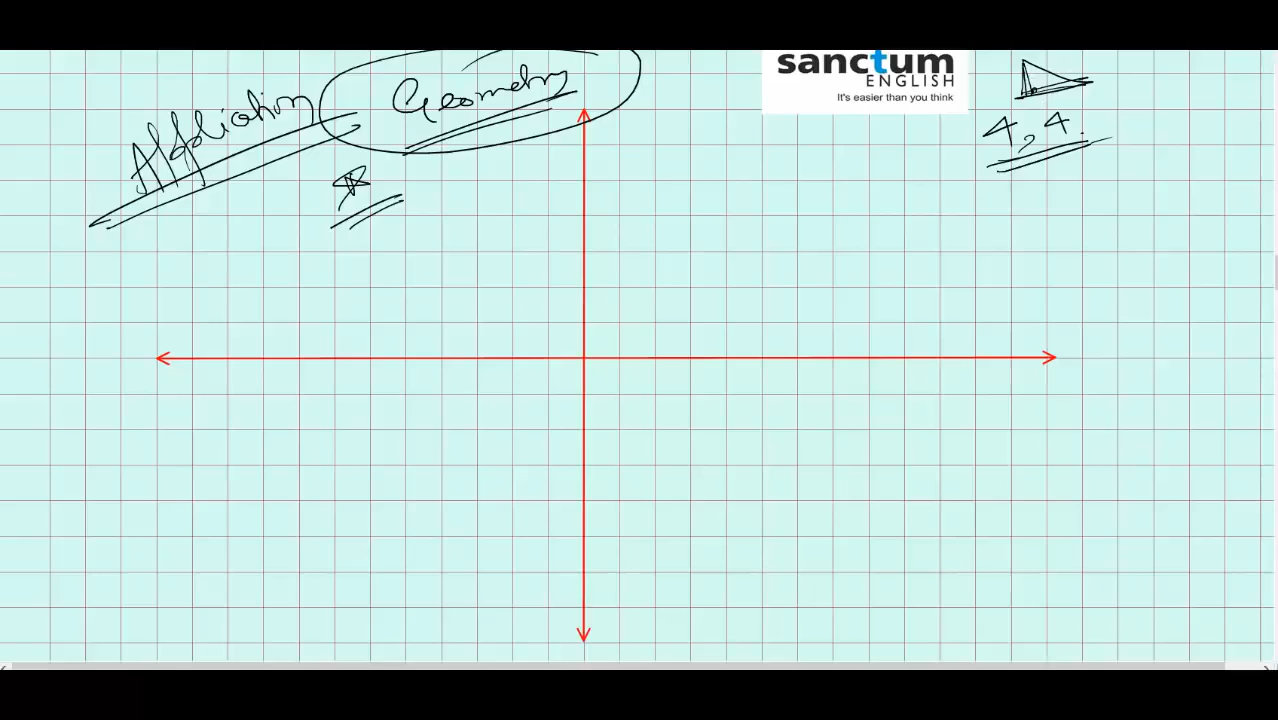 Application Geometry
sanctum
ENGLISH
It's easier than you think
4, 4.